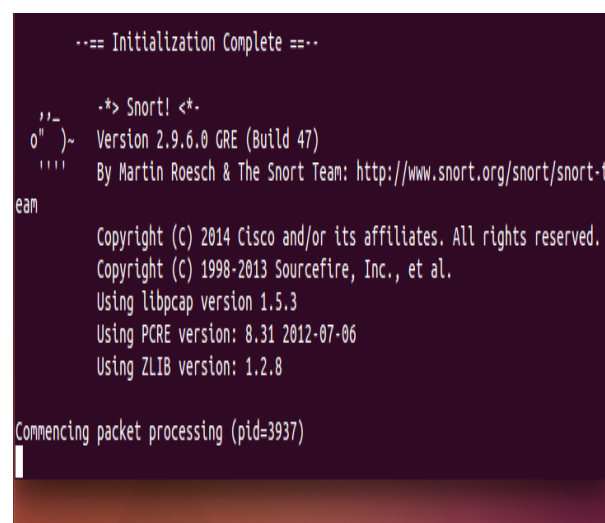 --== Initialization Complete ==--
,,_     -*> Snort! <*-
o"  )~   Version 2.9.6.0 GRE (Build 47)
''''    By Martin Roesch & The Snort Team: http://www.snort.org/snort/snort-t
eam
Copyright (C) 2014 Cisco and/or its affiliates. All rights reserved.
Copyright (C) 1998-2013 Sourcefire, Inc., et al.
Using libpcap version 1.5.3
Using PCRE version: 8.31 2012-07-06
Using ZLIB version: 1.2.8
Commencing packet processing (pid=3937)